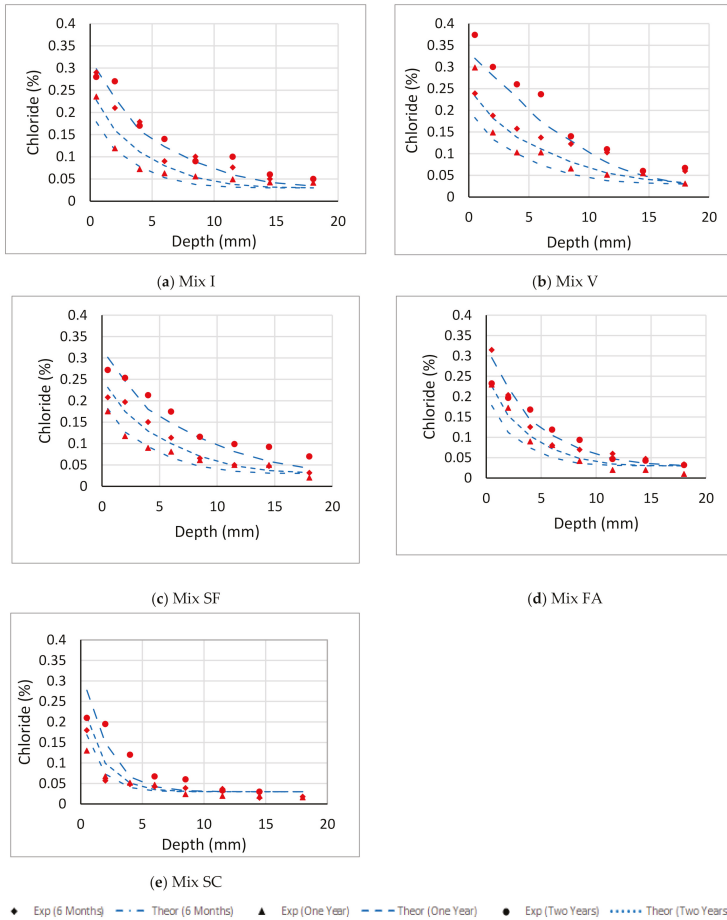 0.4
0.35
0.3
0.25
0.2
0.15
0.1
0.05
0
Chloride (%)
0 5 10 15 20
Depth (mm)
(a) Mix I
0.4
0.35
0.3
0.25
0.2
0.15
0.1
0.05
0
Chloride (%)
0 5 10 15 20
Depth (mm)
(b) Mix V
0.4
0.35
0.3
0.25
0.2
0.15
0.1
0.05
0
Chloride (%)
0 5 10 15 20
Depth (mm)
(c) Mix SF
0.4
0.35
0.3
0.25
0.2
0.15
0.1
0.05
0
Chloride (%)
0 5 10 15 20
Depth (mm)
(d) Mix FA
0.4
0.35
0.3
0.25
0.2
0.15
0.1
0.05
0
Chloride (%)
0 5 10 15 20
Depth (mm)
(e) Mix SC
Exp (6 Months) Theor (6 Months) Exp (One Year) Theor (One Year) Exp (Two Years) Theor (Two Years)